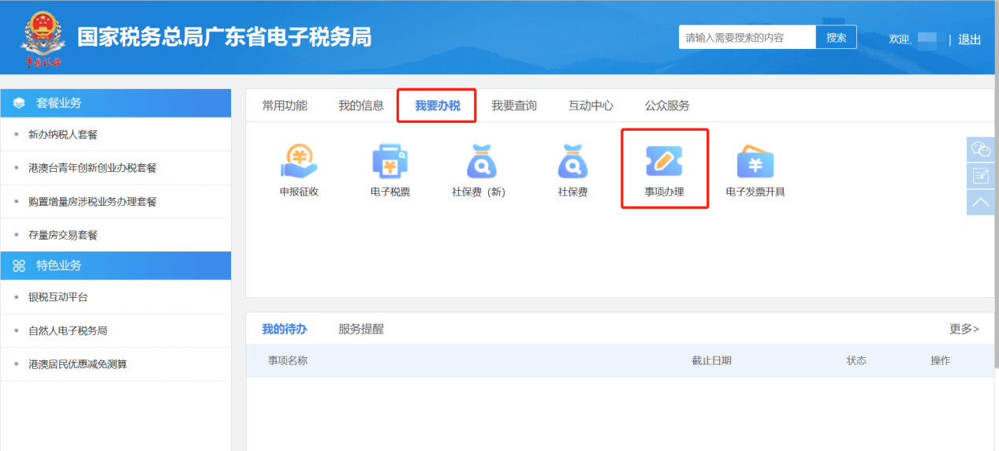 国家税务总局广东省电子税务局
中国税务
请输入需要搜索的内容 搜索 欢迎, | 退出
套餐业务
新办纳税人套餐
港澳台青年创新创业办税套餐
购置增量房涉税业务办理套餐
存量房交易套餐
特色业务
银税互动平台
自然人电子税务局
港澳居民优惠减免测算
常用功能 我的信息 我要办税 我要查询 互动中心 公众服务
申报征收 电子税票 社保费（新） 社保费 事项办理 电子发票开具
我的待办 服务提醒 更多>
事项名称 截止日期 状态 操作